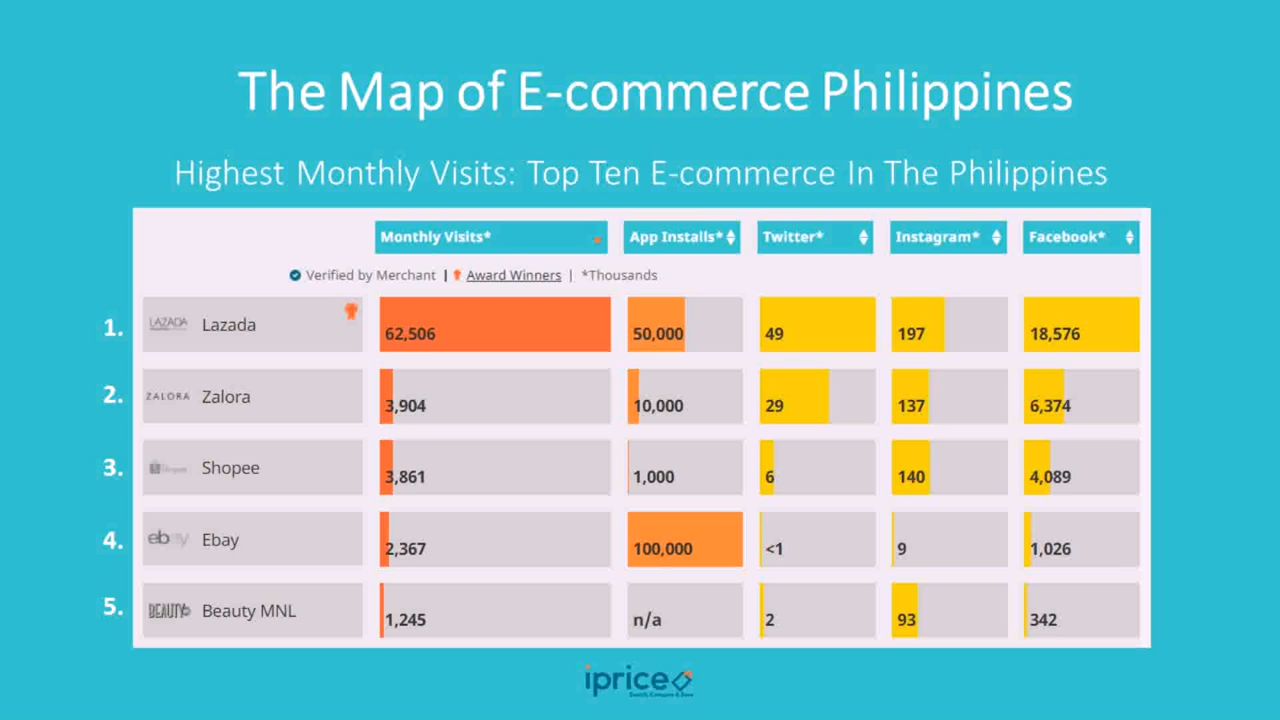 The Map of E-commerce Philippines
Highest Monthly Visits: Top Ten E-commerce In The Philippines
Monthly Visits* App Installs* Twitter* Instagram* Facebook*
Verified by Merchant | Award Winners | *Thousands
1. LAZADA Lazada 62,506 50,000 49 197 18,576
2. ZALORA Zalora 3,904 10,000 29 137 6,374
3. Shopee 3,861 1,000 6 140 4,089
4. ebay Ebay 2,367 100,000 <1 9 1,026
5. BEAUTY Beauty MNL 1,245 n/a 2 93 342
iprice